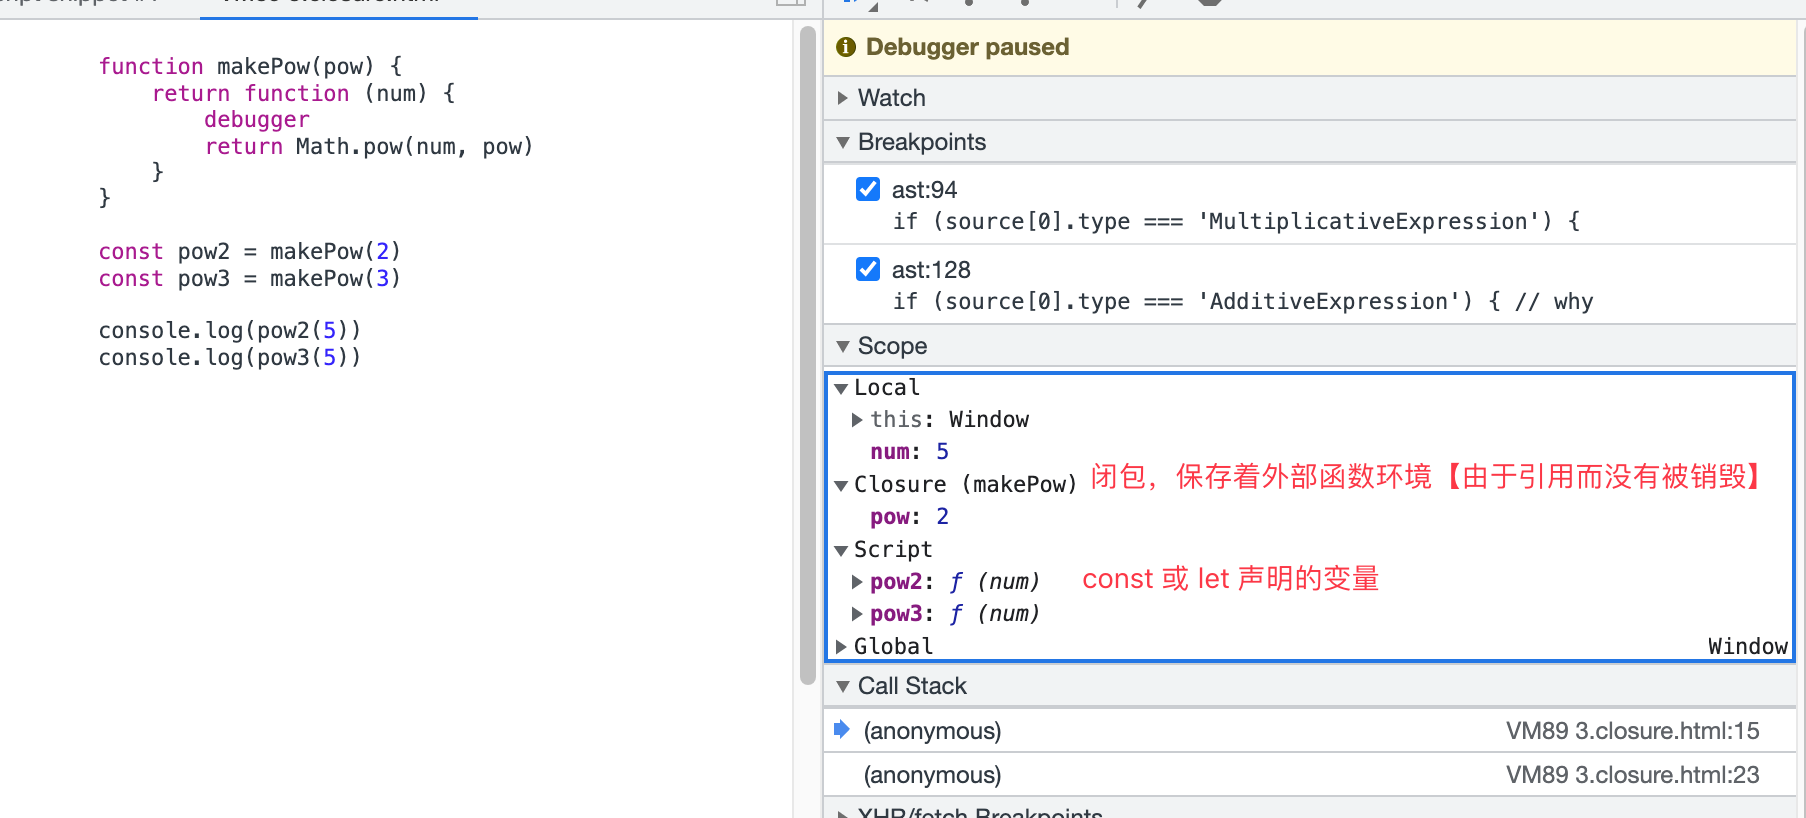 function makePow(pow) {
return function (num) {
debugger
return Math.pow(num, pow)
}
}
const pow2 = makePow(2)
const pow3 = makePow(3)
console.log(pow2(5))
console.log(pow3(5))
Debugger paused
Watch
Breakpoints
ast:94
if (source[0].type === 'MultiplicativeExpression') {
ast:128
if (source[0].type === 'AdditiveExpression') { // why
Scope
Local
this: Window
num: 5
Closure (makePow) 闭包，保存着外部函数环境【由于引用而没有被销毁】
pow: 2
Script
pow2: ƒ (num) const 或 let 声明的变量
pow3: ƒ (num)
Global Window
Call Stack
(anonymous) VM89 3.closure.html:15
(anonymous) VM89 3.closure.html:23
XHR/fetch Breakpoints